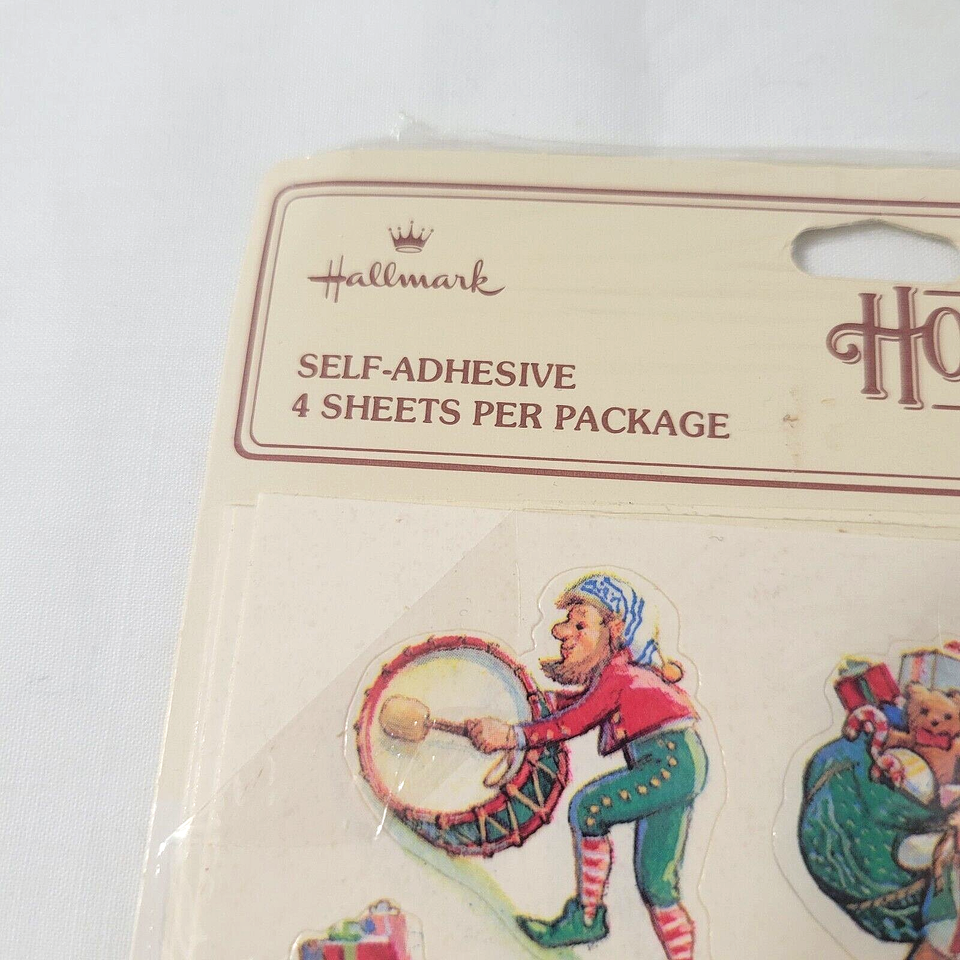 Hallmark
SELF-ADHESIVE
4 SHEETS PER PACKAGE